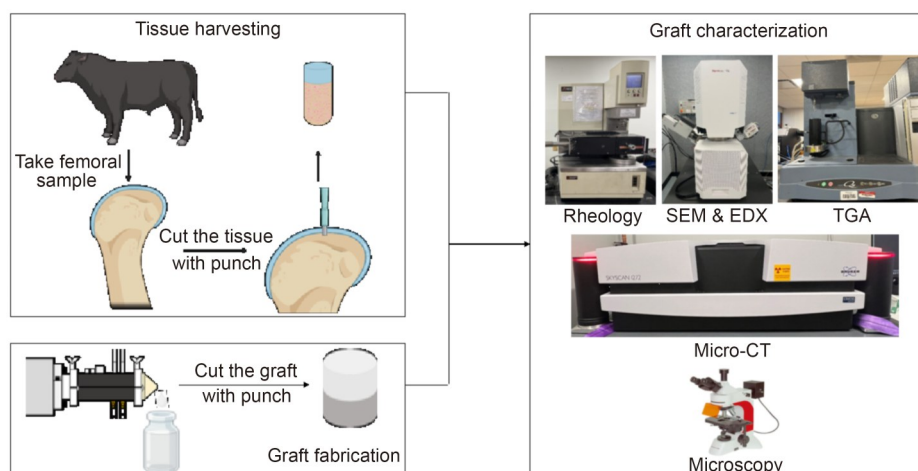 Tissue harvesting
Take femoral
sample
Cut the tissue
with punch
Cut the graft
with punch
Graft fabrication
Graft characterization
Rheology
SEM & EDX
TGA
SKYSCAN
Micro-CT
Microscopy